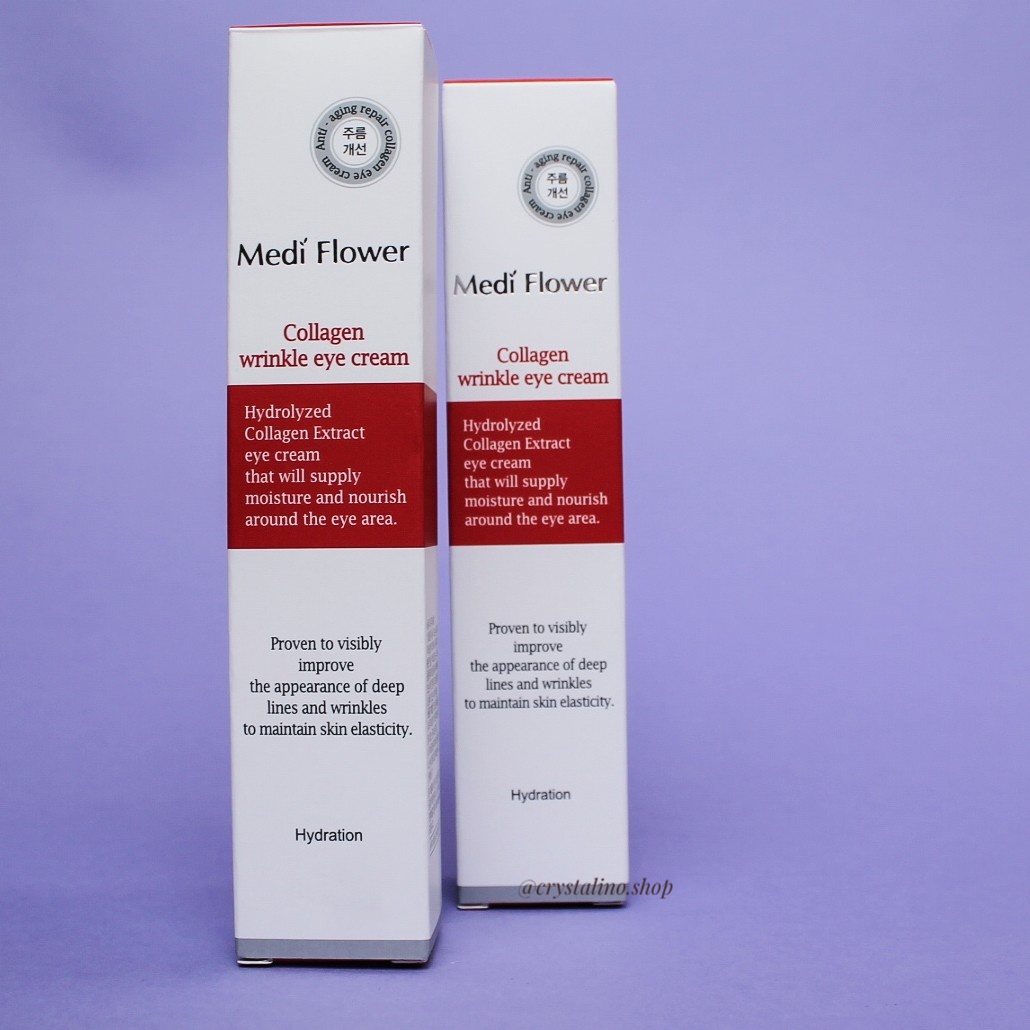 Anti - aging repair collagen eye cream
주름
개선
Medi Flower
Collagen
wrinkle eye cream
Hydrolyzed
Collagen Extract
eye cream
that will supply
moisture and nourish
around the eye area.
Proven to visibly
improve
the appearance of deep
lines and wrinkles
to maintain skin elasticity.
Hydration
Anti - aging repair collagen eye cream
주름
개선
Medi Flower
Collagen
wrinkle eye cream
Hydrolyzed
Collagen Extract
eye cream
that will supply
moisture and nourish
around the eye area.
Proven to visibly
improve
the appearance of deep
lines and wrinkles
to maintain skin elasticity.
Hydration
@crystalino.shop